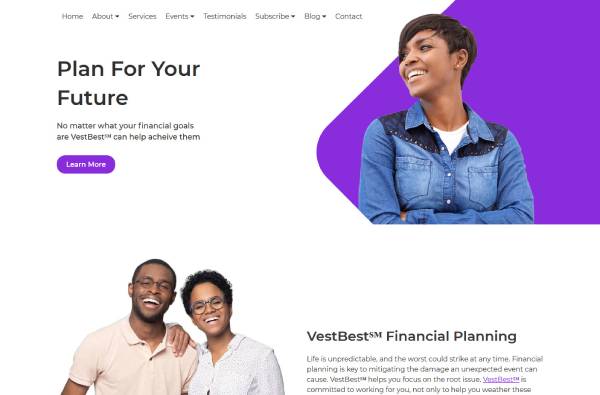 Home About Services Events Testimonials Subscribe Blog Contact
Plan For Your
Future
No matter what your financial goals
are VestBest℠ can help acheive them
Learn More
VestBest℠ Financial Planning
Life is unpredictable, and the worst could strike at any time. Financial
planning is key to mitigating the damage an unexpected event can
cause. VestBest℠ helps you focus on the root issue. VestBest℠ is
committed to working for you, not only to help you weather these